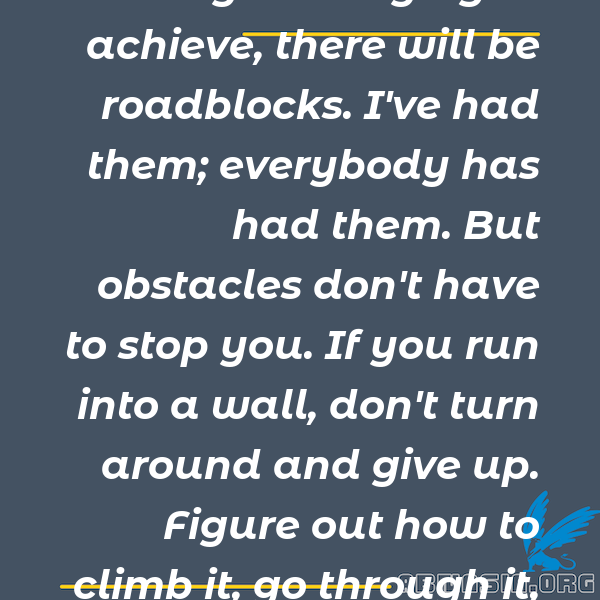 achieve, there will be
roadblocks. I've had
them; everybody has
had them. But
obstacles don't have
to stop you. If you run
into a wall, don't turn
around and give up.
Figure out how to
climb it, go through it,